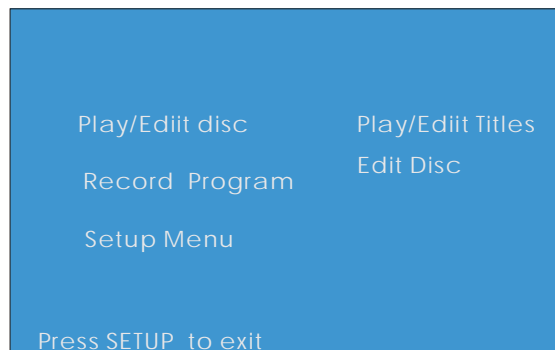 Play/Ediit disc
Record Program
Setup Menu
Play/Ediit Titles
Edit Disc
Press SETUP to exit